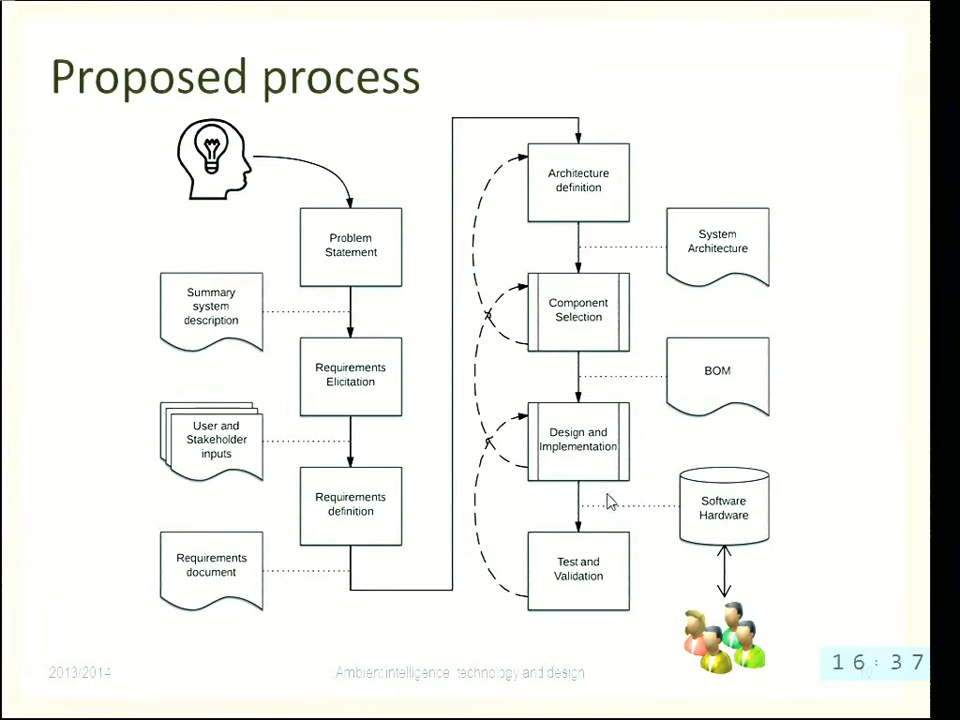 Proposed process
Problem
Statement
Summary
system
description
Requirements
Elicitation
User and
Stakeholder
inputs
Requirements
definition
Requirements
document
Architecture
definition
System
Architecture
Component
Selection
BOM
Design and
Implementation
Software
Hardware
Test and
Validation
2013/2014
Ambient intelligence: technology and design
16:37